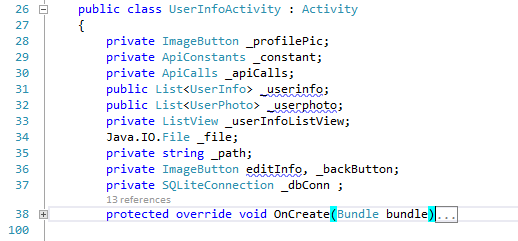 26 public class UserInfoActivity : Activity
27 {
28 private ImageButton _profilePic;
29 private ApiConstants _constant;
30 private ApiCalls _apiCalls;
31 public List<UserInfo> _userinfo;
32 public List<UserPhoto> _userphoto;
33 private ListView _userInfoListView;
34 Java.IO.File _file;
35 private string _path;
36 private ImageButton editInfo, _backButton;
37 private SQLiteConnection _dbConn ;
13 references
38 protected override void OnCreate(Bundle bundle)...
100